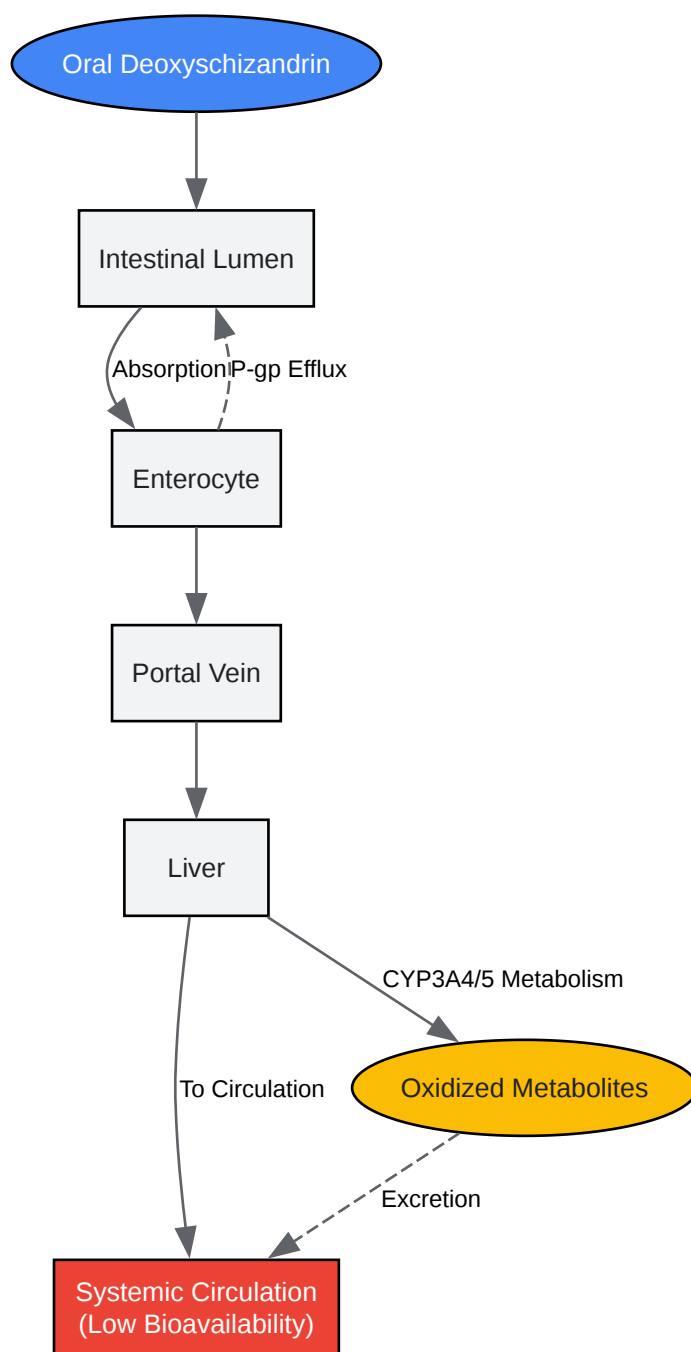 Oral Deoxyschizandrin
Intestinal Lumen
Absorption
P-gp Efflux
Enterocyte
Portal Vein
Liver
CYP3A4/5 Metabolism
To Circulation
Oxidized Metabolites
Excretion
Systemic Circulation
(Low Bioavailability)